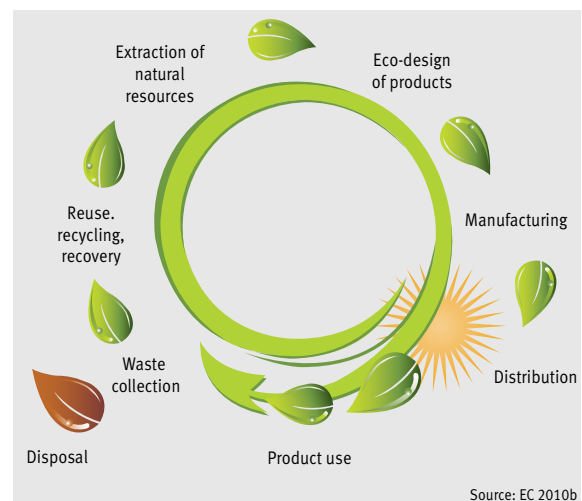 Extraction of
natural
resources
Eco-design
of products
Manufacturing
Distribution
Product use
Waste
collection
Reuse.
recycling,
recovery
Disposal
Source: EC 2010b